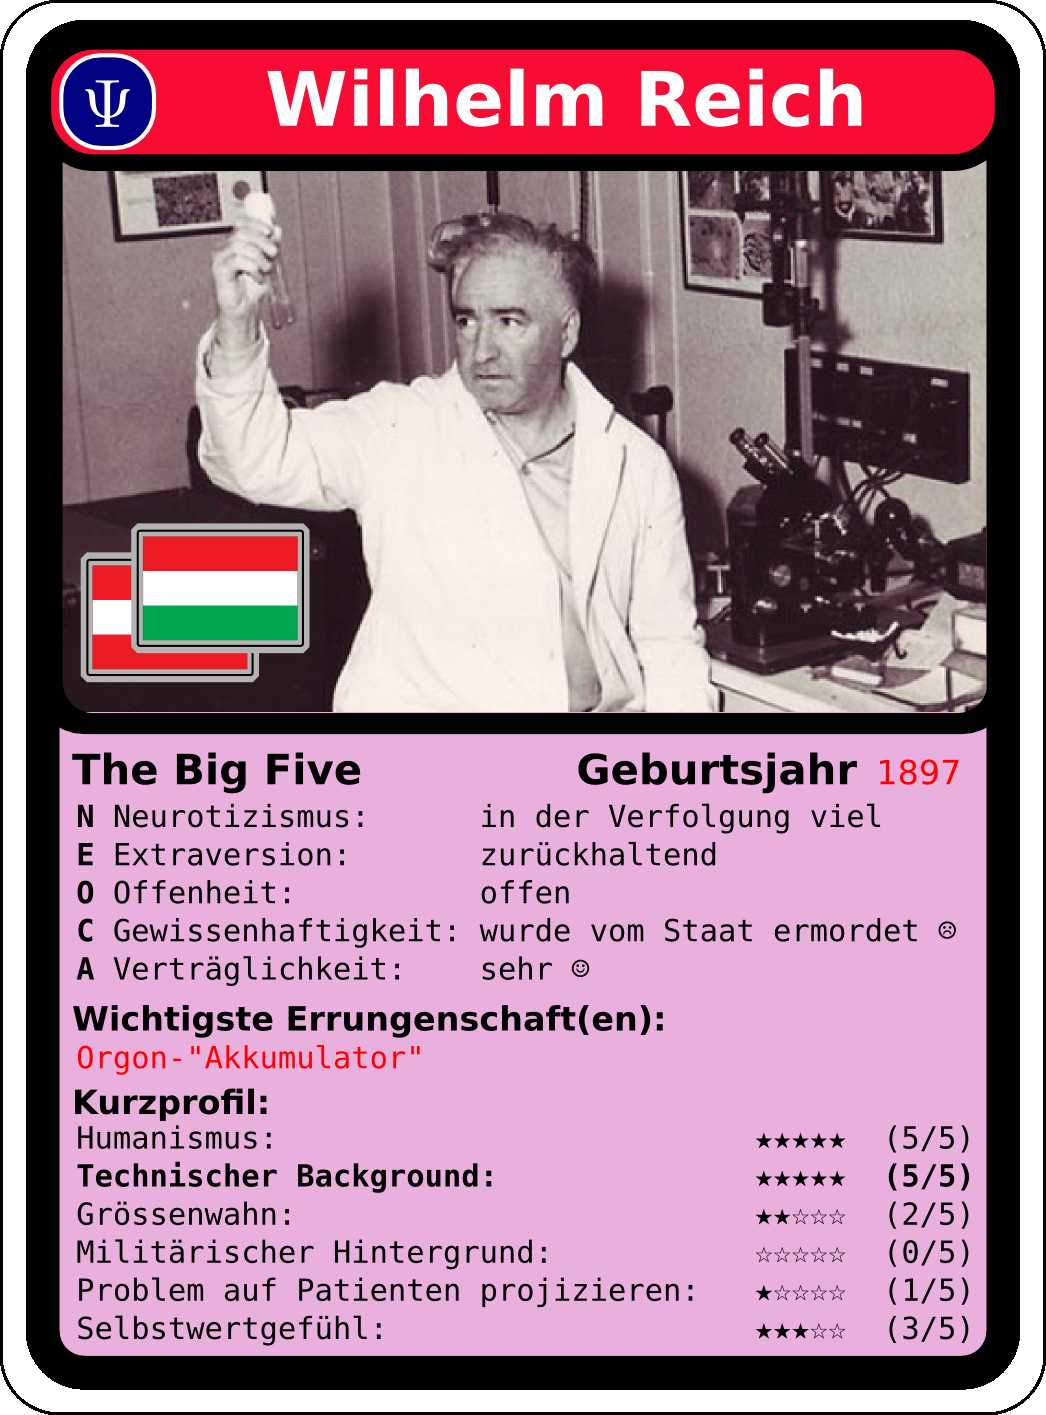 Ψ Wilhelm Reich
The Big Five Geburtsjahr 1897
N Neurotizismus: in der Verfolgung viel
E Extraversion: zurückhaltend
O Offenheit: offen
C Gewissenhaftigkeit: wurde vom Staat ermordet ☹
A Verträglichkeit: sehr ☺
Wichtigste Errungenschaft(en):
Orgon-"Akkumulator"
Kurzprofil:
Humanismus: ★★★★★ (5/5)
Technischer Background: ★★★★★ (5/5)
Grössenwahn: ★★☆☆☆ (2/5)
Militärischer Hintergrund: ☆☆☆☆☆ (0/5)
Problem auf Patienten projizieren: ★☆☆☆☆ (1/5)
Selbstwertgefühl: ★★★☆☆ (3/5)